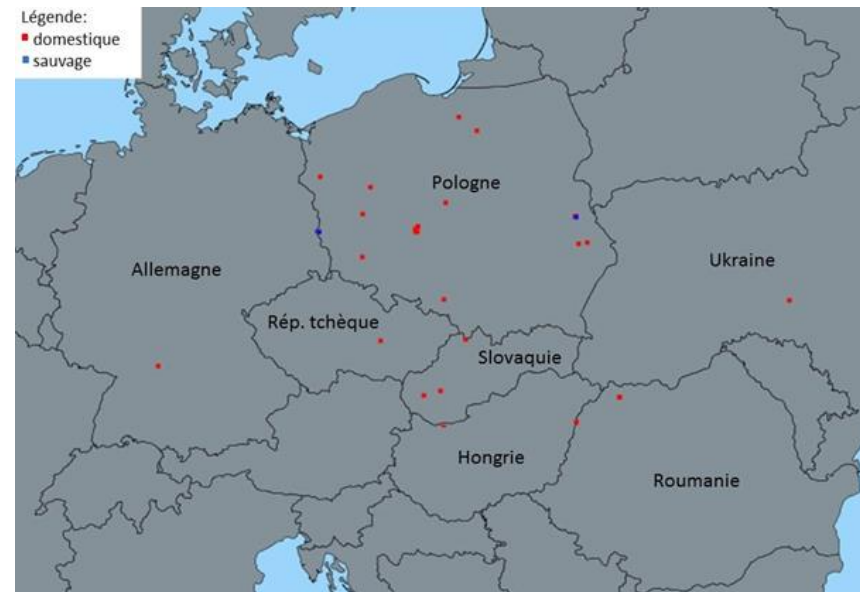 Légende:
domestique
sauvage
Pologne
Allemagne
Ukraine
Rép. tchèque
Slovaquie
Hongrie
Roumanie